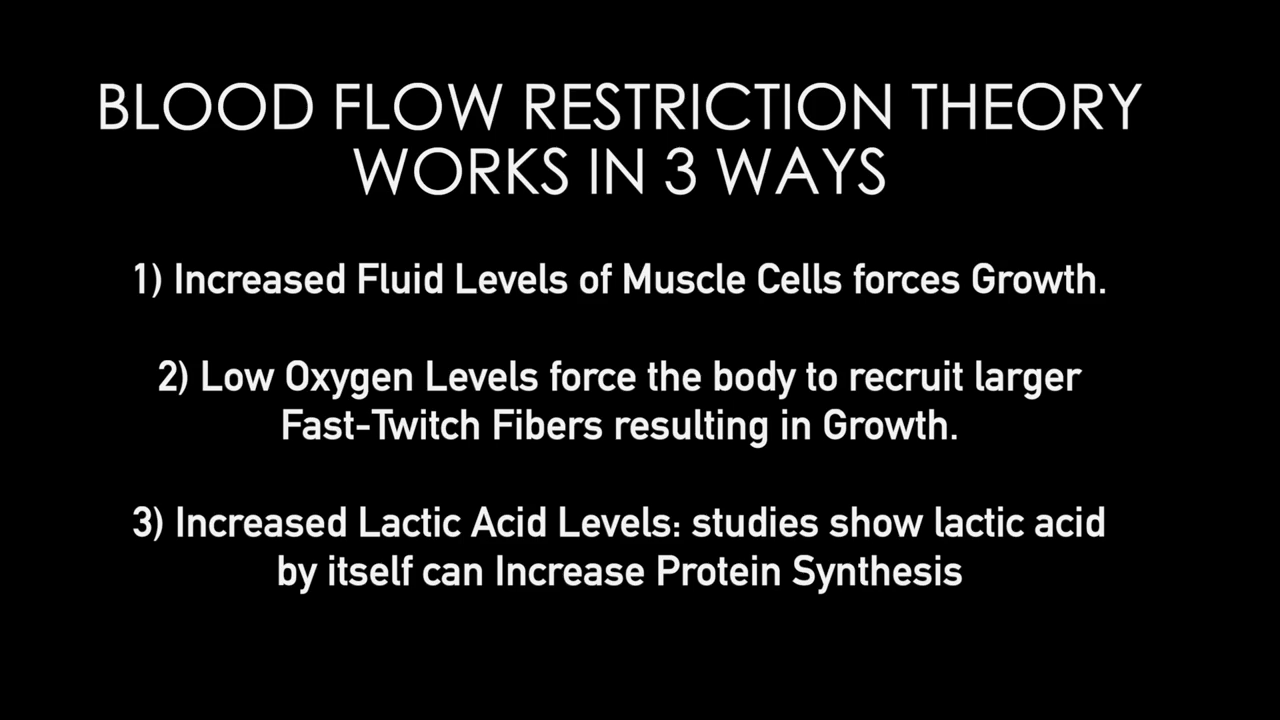 BLOOD FLOW RESTRICTION THEORY
WORKS IN 3 WAYS
1) Increased Fluid Levels of Muscle Cells forces Growth.
2) Low Oxygen Levels force the body to recruit larger
Fast-Twitch Fibers resulting in Growth.
3) Increased Lactic Acid Levels: studies show lactic acid
by itself can Increase Protein Synthesis